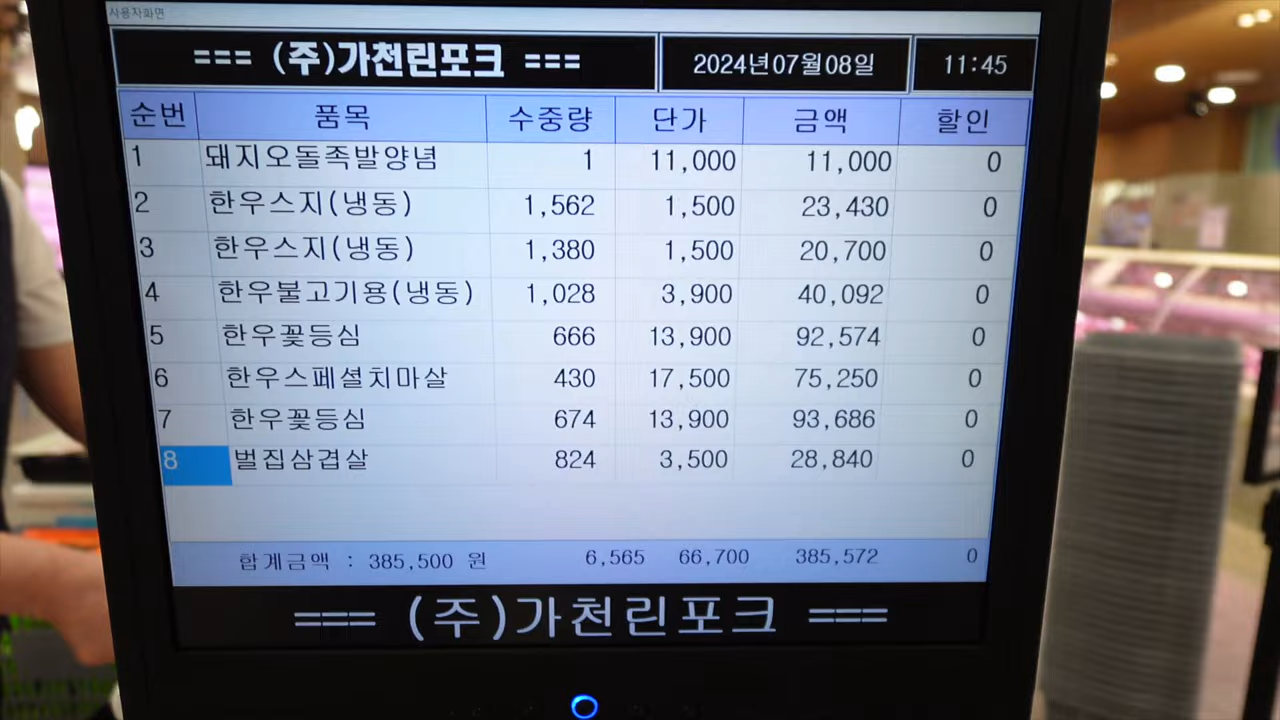 사용자화면
=== (주)가천린포크 === 2024년07월08일 11:45
순번 품목 수중량 단가 금액 할인
1 돼지오돌족발양념 1 11,000 11,000 0
2 한우스지(냉동) 1,562 1,500 23,430 0
3 한우스지(냉동) 1,380 1,500 20,700 0
4 한우불고기용(냉동) 1,028 3,900 40,092 0
5 한우꽃등심 666 13,900 92,574 0
6 한우스페셜치마살 430 17,500 75,250 0
7 한우꽃등심 674 13,900 93,686 0
8 벌집삼겹살 824 3,500 28,840 0
합계금액 : 385,500 원 6,565 66,700 385,572 0
=== (주)가천린포크 ===